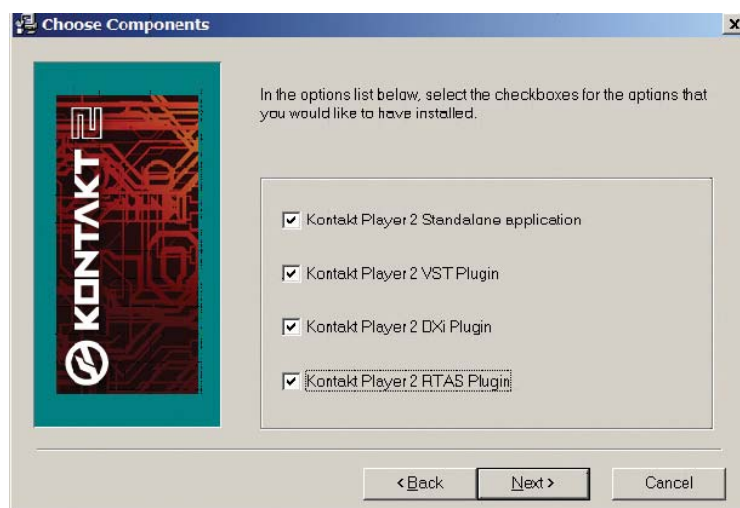 Choose Components
x
KONTAKT 2
In the options list below, select the checkboxes for the options that
you would like to have installed.
Kontakt Player 2 Standalone application
Kontakt Player 2 VST Plugin
Kontakt Player 2 DXi Plugin
Kontakt Player 2 RTAS Plugin
< Back
Next >
Cancel